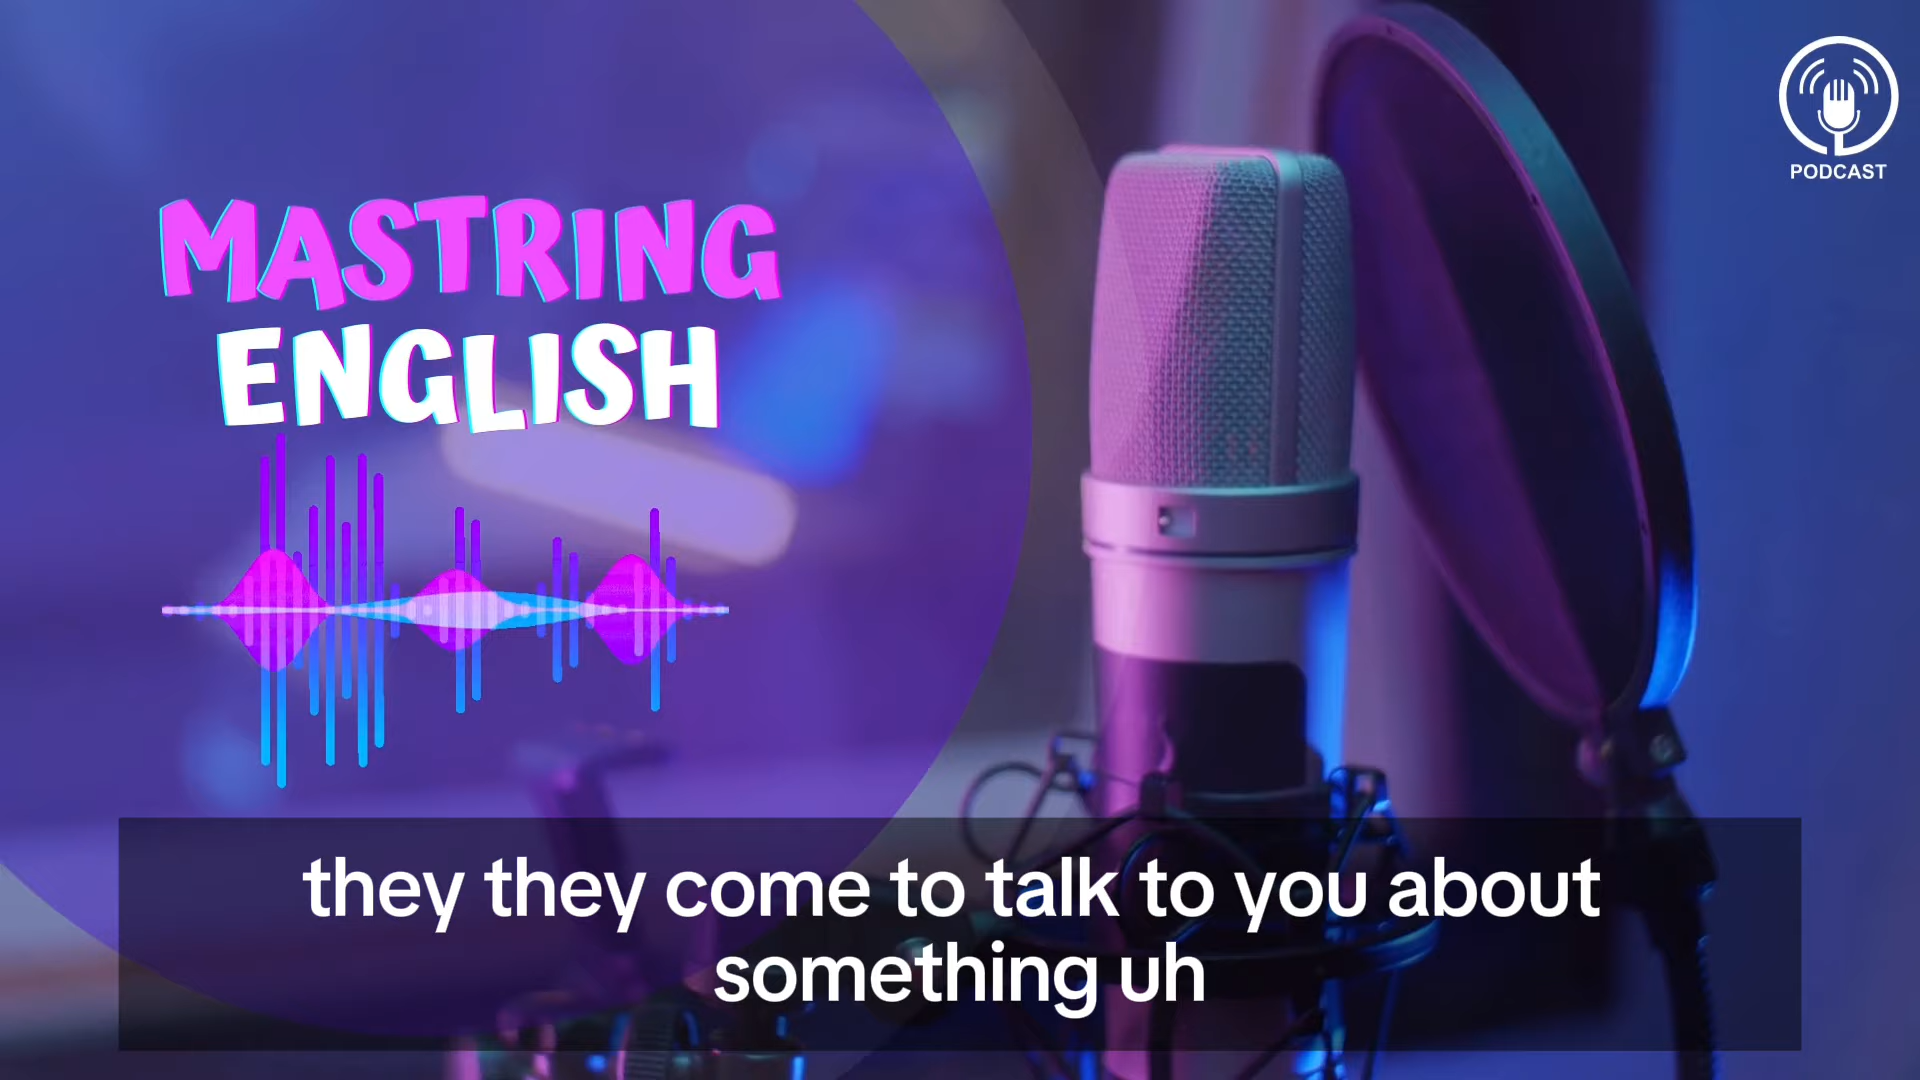 PODCAST
MASTRING
ENGLISH
they they come to talk to you about
something uh